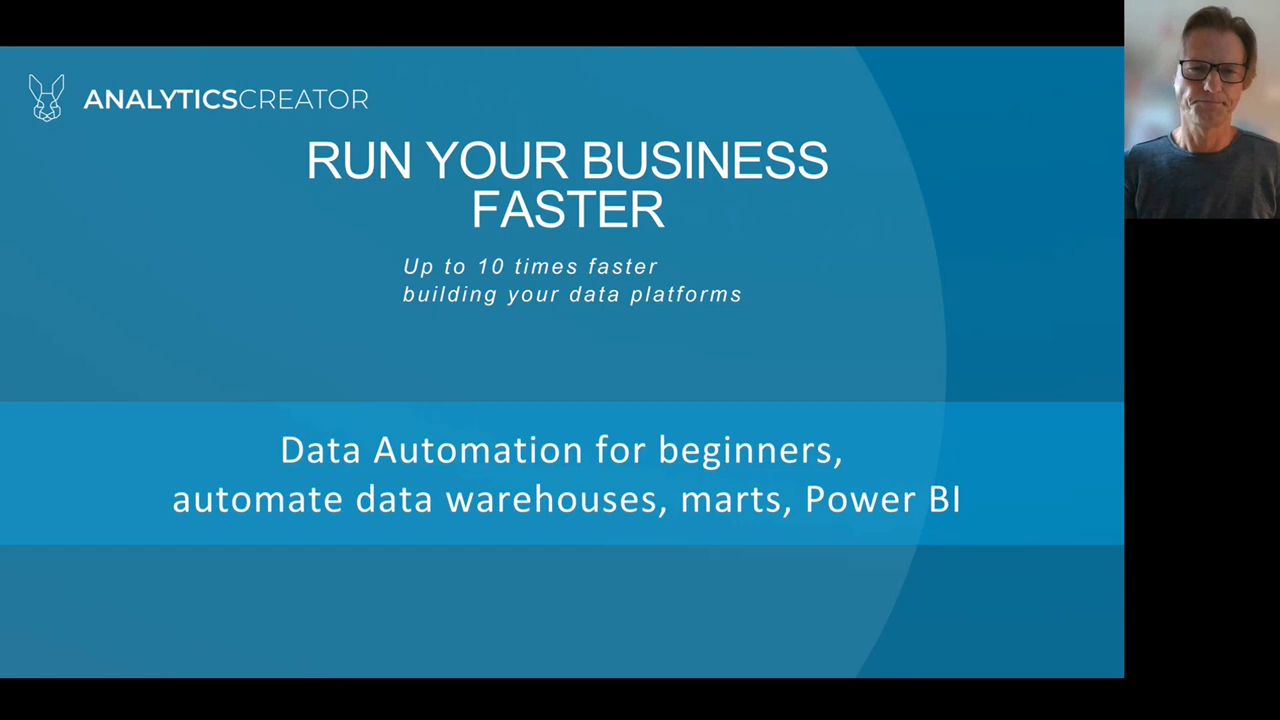 ANALYTICSCREATOR
RUN YOUR BUSINESS
FASTER
Up to 10 times faster
building your data platforms
Data Automation for beginners,
automate data warehouses, marts, Power BI